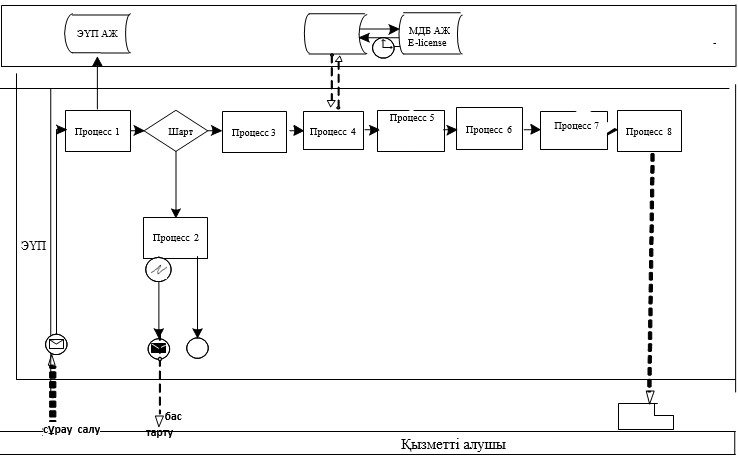 ЭҮП АЖ
МДБ АЖ
E-license
-
Процесс 1
Шарт
Процесс 3
Процесс 4
Процесс 5
Процесс 6
Процесс 7
Процесс 8
Процесс 2
ЭҮП
сұрау салу
бас
тарту
Қызметті алушы